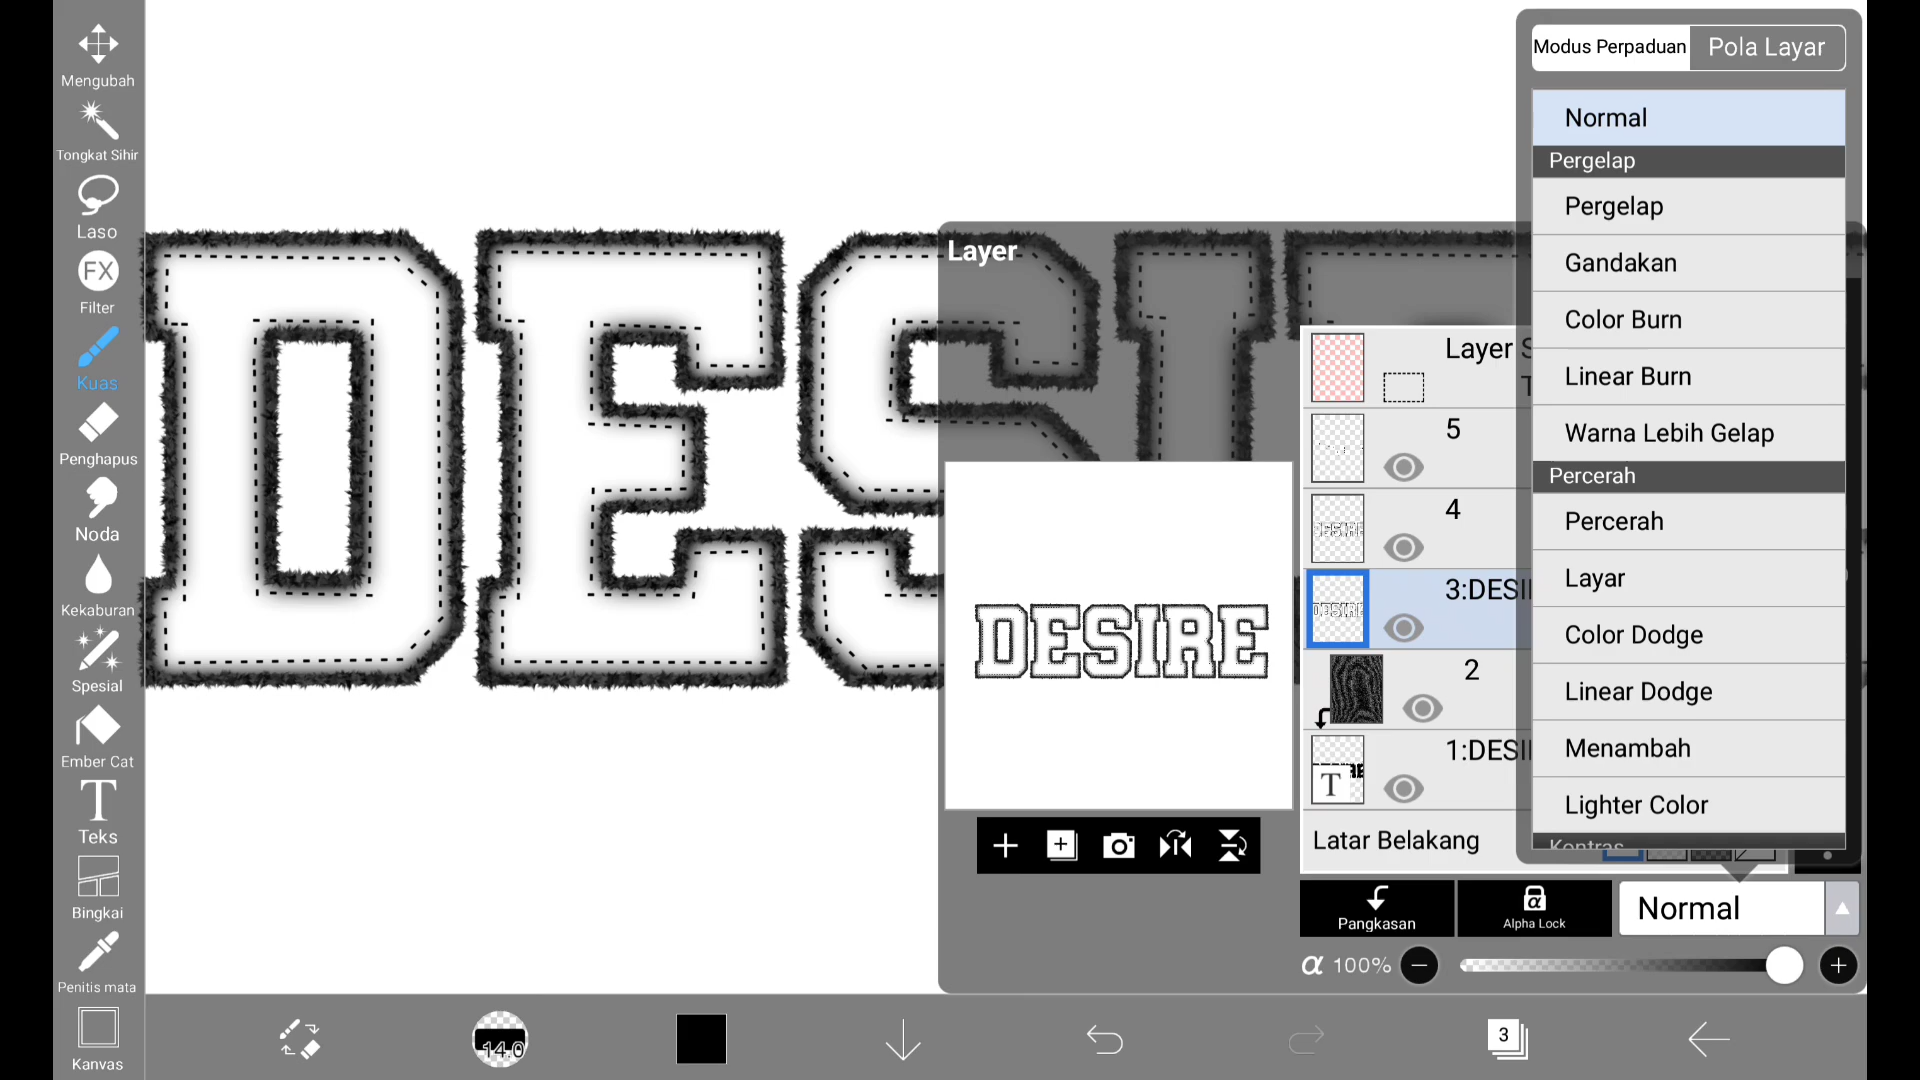 Mengubah
Tongkat Sihir
Laso
FX
Filter
Kuas
Penghapus
Noda
Kekaburan
Spesial
Ember Cat
T
Teks
Bingkai
Penitis mata
Kanvas
DESI
Layer
DESIRE
Layer S
T
5
4
3:DESI
2
T
1:DESI
Latar Belakang
Modus Perpaduan
Pola Layar
Normal
Pergelap
Pergelap
Gandakan
Color Burn
Linear Burn
Warna Lebih Gelap
Percerah
Percerah
Layar
Color Dodge
Linear Dodge
Menambah
Lighter Color
Kontras
Pangkasan
α
Alpha Lock
Normal
α 100%
14.0
3